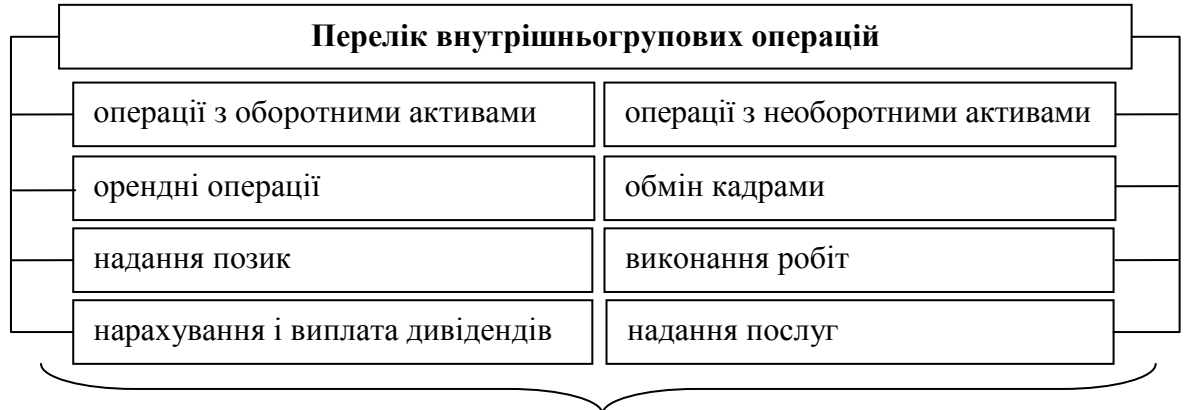 Перелік внутрішньогрупових операцій
операції з оборотними активами
операції з необоротними активами
орендні операції
обмін кадрами
надання позик
виконання робіт
нарахування і виплата дивідендів
надання послуг